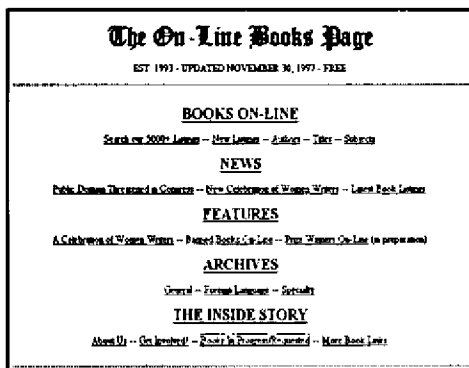 The On-Line Books Page
EST. 1993 - UPDATED NOVEMBER 30, 1997 - FREE
BOOKS ON-LINE
Search our 5000+ Listings -- New Listings -- Authors -- Titles -- Subjects
NEWS
Public Domain Threatened in Congress -- New Celebration of Women Writers -- Latest Book Listings
FEATURES
A Celebration of Women Writers -- Banned Books On-Line -- Prize Winners On-Line (in preparation)
ARCHIVES
General -- Foreign Language -- Specialty
THE INSIDE STORY
About Us -- Get Involved! -- Books In Progress/Requested -- More Book Links